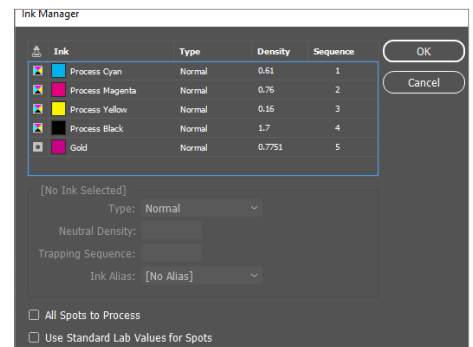 Ink Manager
Ink Type Density Sequence OK
Process Cyan Normal 0.61 1
Process Magenta Normal 0.76 2 Cancel
Process Yellow Normal 0.16 3
Process Black Normal 1.7 4
Gold Normal 0.7751 5
[No Ink Selected]
Type: Normal
Neutral Density:
Trapping Sequence:
Ink Alias: [No Alias]
All Spots to Process
Use Standard Lab Values for Spots